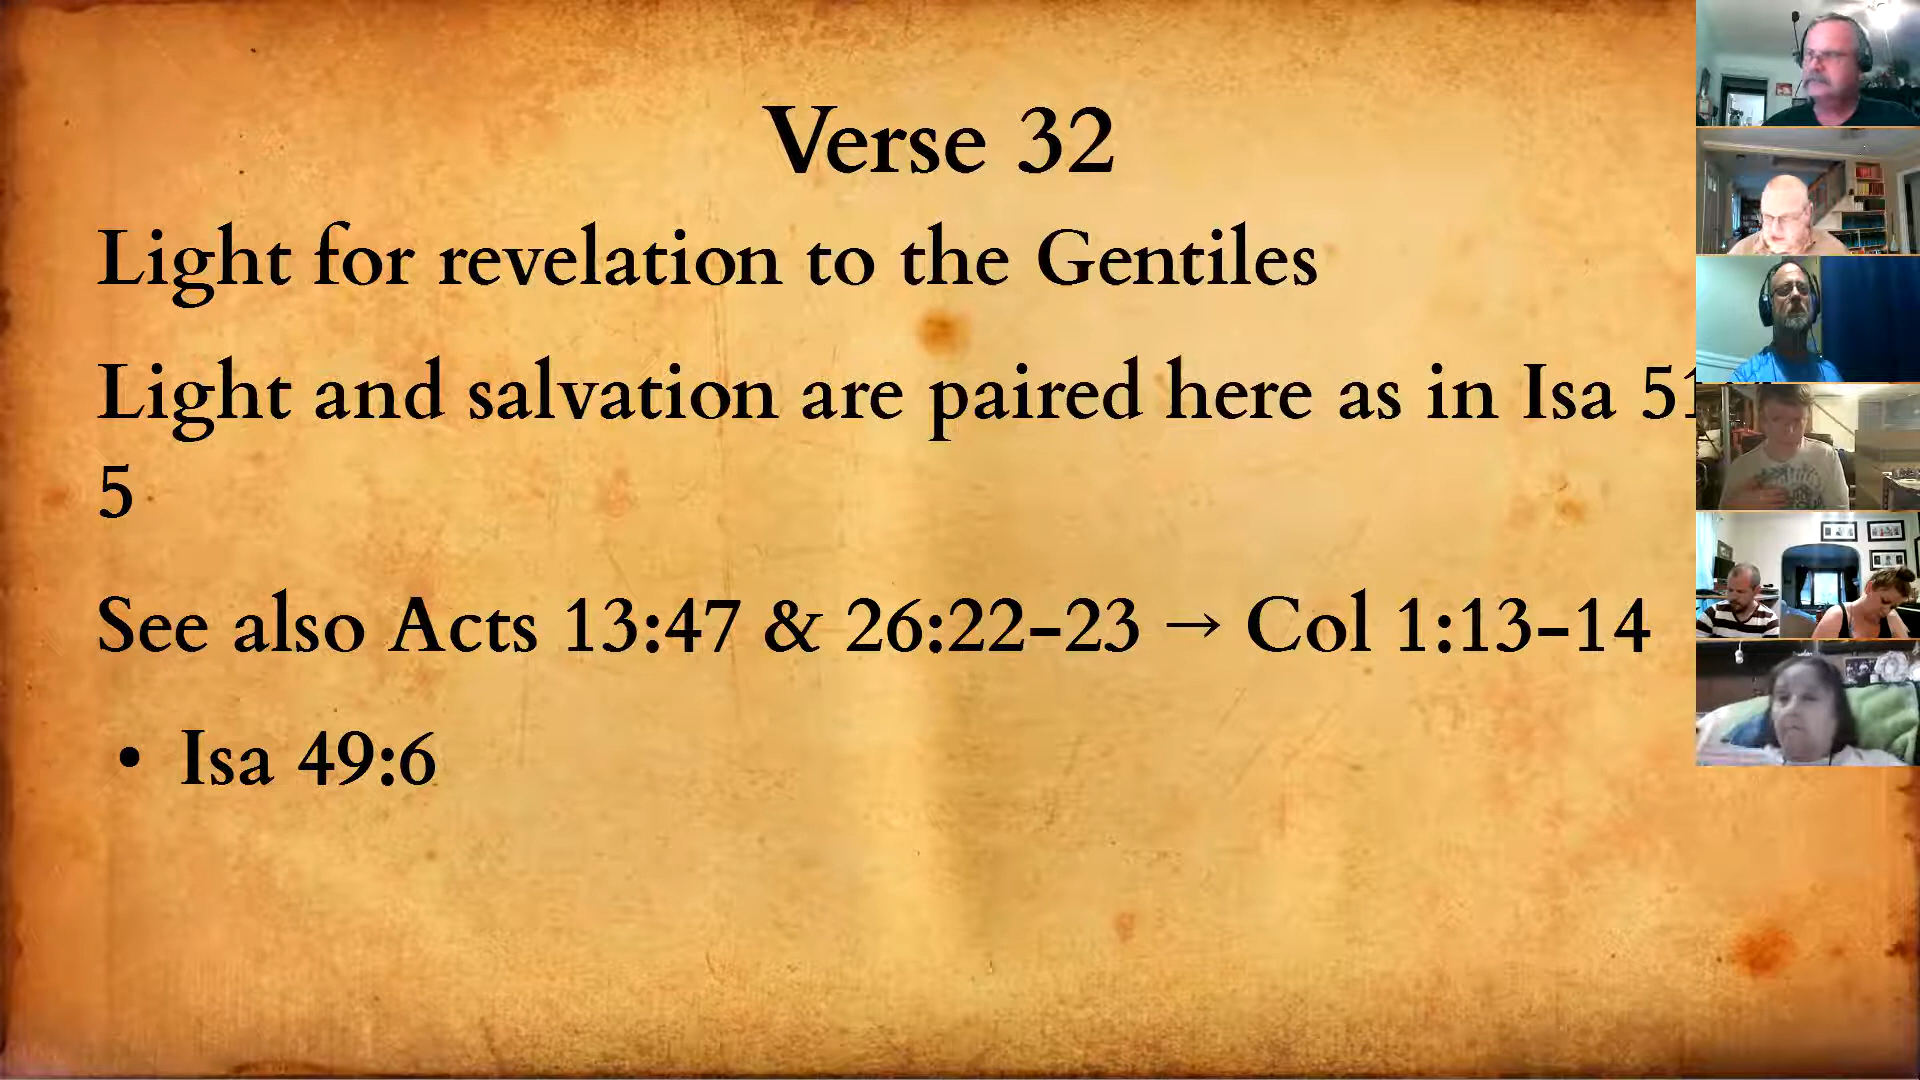 Verse 32
Light for revelation to the Gentiles
Light and salvation are paired here as in Isa 51
5
See also Acts 13:47 & 26:22–23 → Col 1:13–14
• Isa 49:6